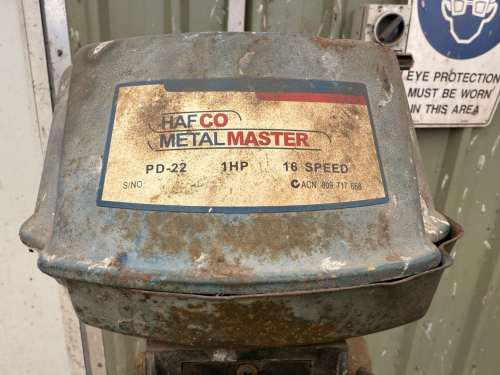 HAFCO
METALMASTER
PD-22 1HP 16 SPEED
S/NO. ACN 809 717 668
EYE PROTECTION
MUST BE WORN
IN THIS AREA